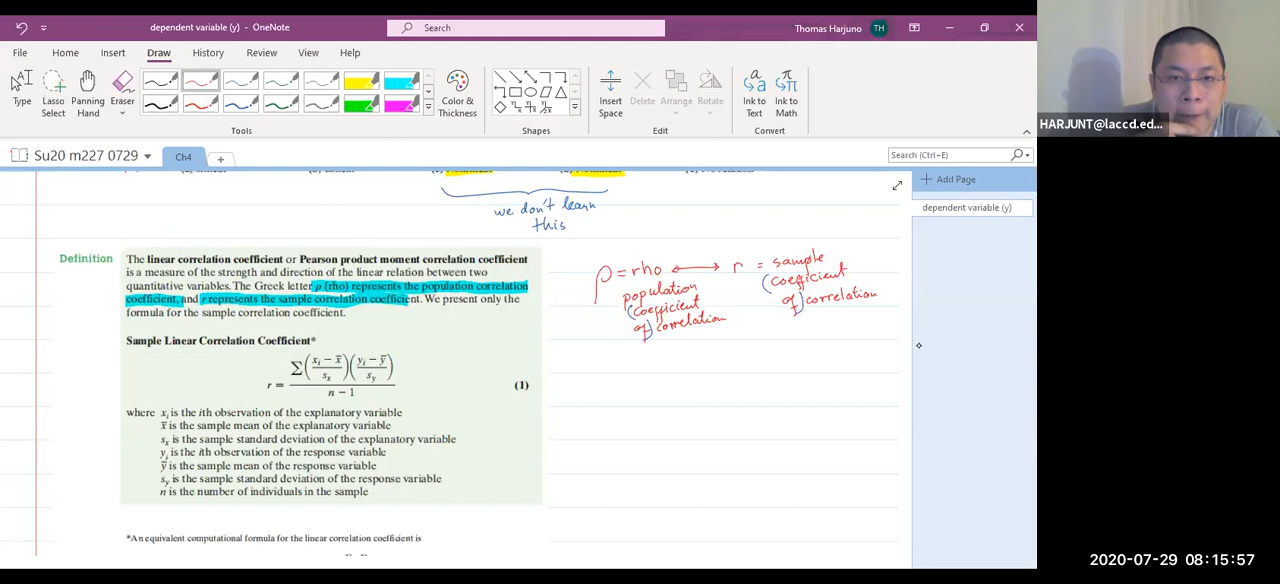 dependent variable (y) - OneNote
Search
Thomas Harjuno
TH
File Home Insert Draw History Review View Help
Type
Lasso Select
Panning Hand
Eraser
Color & Thickness
Insert Space
Delete
Arrange
Rotate
Ink to Text
Ink to Math
Tools
Shapes
Edit
Convert
HARJUNT@laccd.ed...
Su20 m227 0729
Ch4
+
Search (Ctrl+E)
Add Page
dependent variable (y)
we don't learn
this
Definition
The linear correlation coefficient or Pearson product moment correlation coefficient
is a measure of the strength and direction of the linear relation between two
quantitative variables. The Greek letter ρ (rho) represents the population correlation
coefficient, and r represents the sample correlation coefficient. We present only the
formula for the sample correlation coefficient.
Sample Linear Correlation Coefficient*
r = ∑((xᵢ − x̄)/sₓ)((yᵢ − ȳ)/s_y) / (n − 1)
(1)
where xᵢ is the ith observation of the explanatory variable
x̄ is the sample mean of the explanatory variable
sₓ is the sample standard deviation of the explanatory variable
yᵢ is the ith observation of the response variable
ȳ is the sample mean of the response variable
s_y is the sample standard deviation of the response variable
n is the number of individuals in the sample
*An equivalent computational formula for the linear correlation coefficient is
ρ = rho ⟷ r = sample
population
(coefficient
of) correlation
(coefficient
of) correlation
2020-07-29 08:15:57